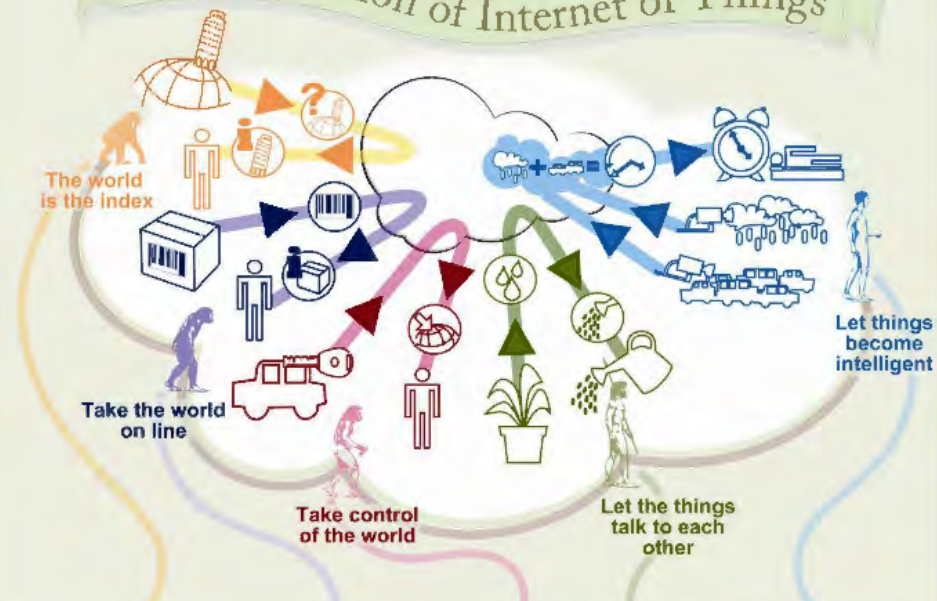 of Internet of Things
The world
is the index
Take the world
on line
Take control
of the world
Let the things
talk to each
other
Let things
become
intelligent
?
+ =